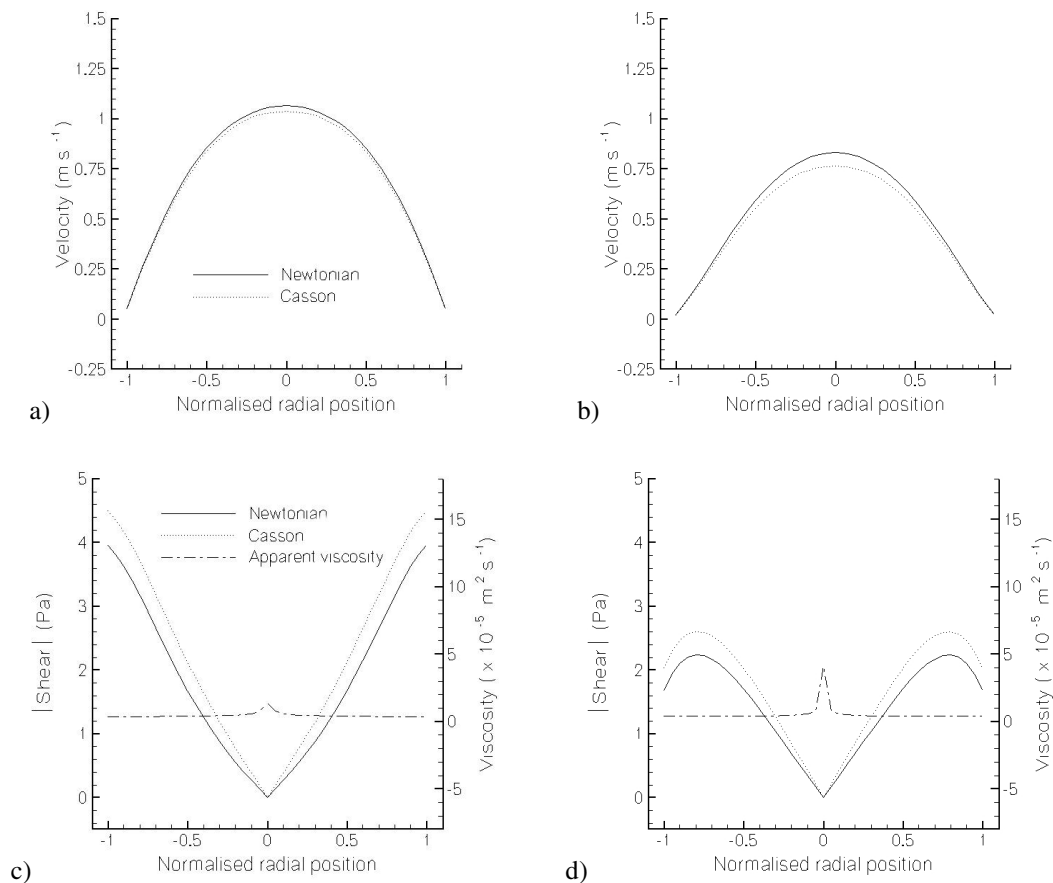 1.5
1.25
1
0.75
0.5
0.25
0
-0.25
Velocity (m s⁻¹)
Newtonian
Casson
-1 -0.5 0 0.5 1
Normalised radial position
a)
1.5
1.25
1
0.75
0.5
0.25
0
-0.25
Velocity (m s⁻¹)
-1 -0.5 0 0.5 1
Normalised radial position
b)
5
4
3
2
1
0
|Shear| (Pa)
Newtonian
Casson
Apparent viscosity
15
10
5
0
-5
Viscosity ( x 10⁻⁵ m² s⁻¹)
-1 -0.5 0 0.5 1
Normalised radial position
c)
5
4
3
2
1
0
|Shear| (Pa)
15
10
5
0
-5
Viscosity ( x 10⁻⁵ m² s⁻¹)
-1 -0.5 0 0.5 1
Normalised radial position
d)